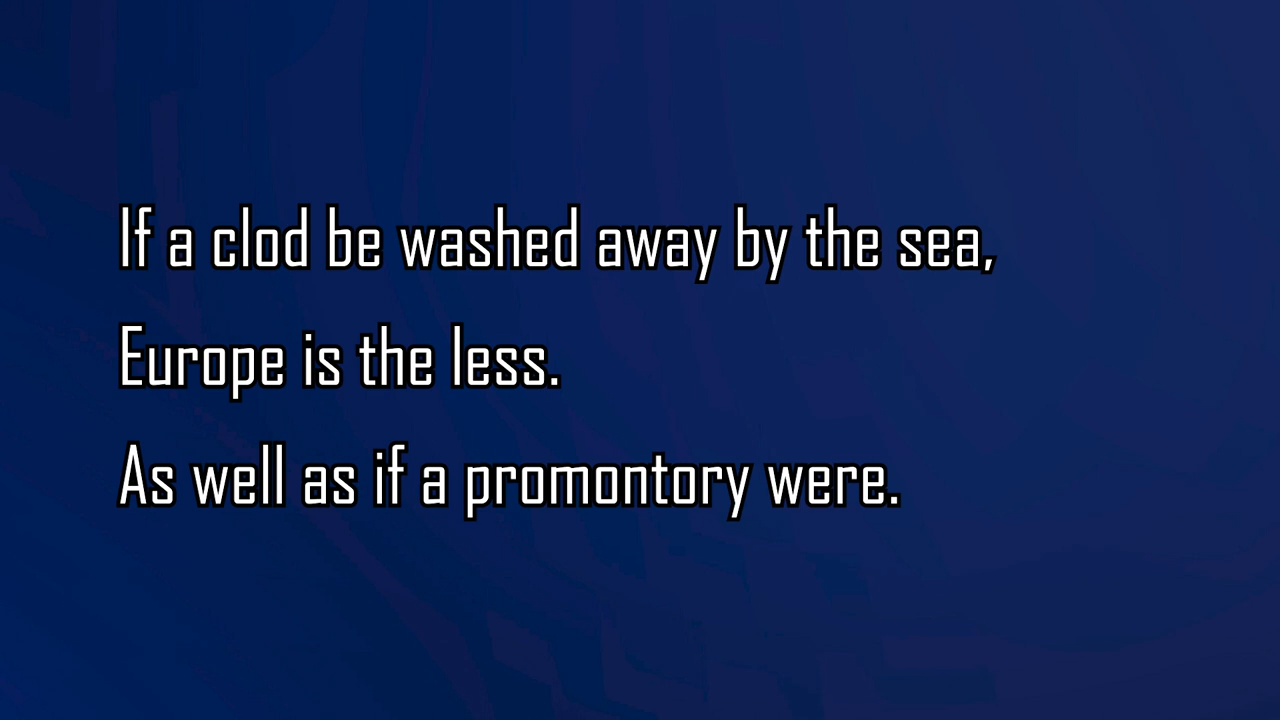 If a clod be washed away by the sea,
Europe is the less.
As well as if a promontory were.